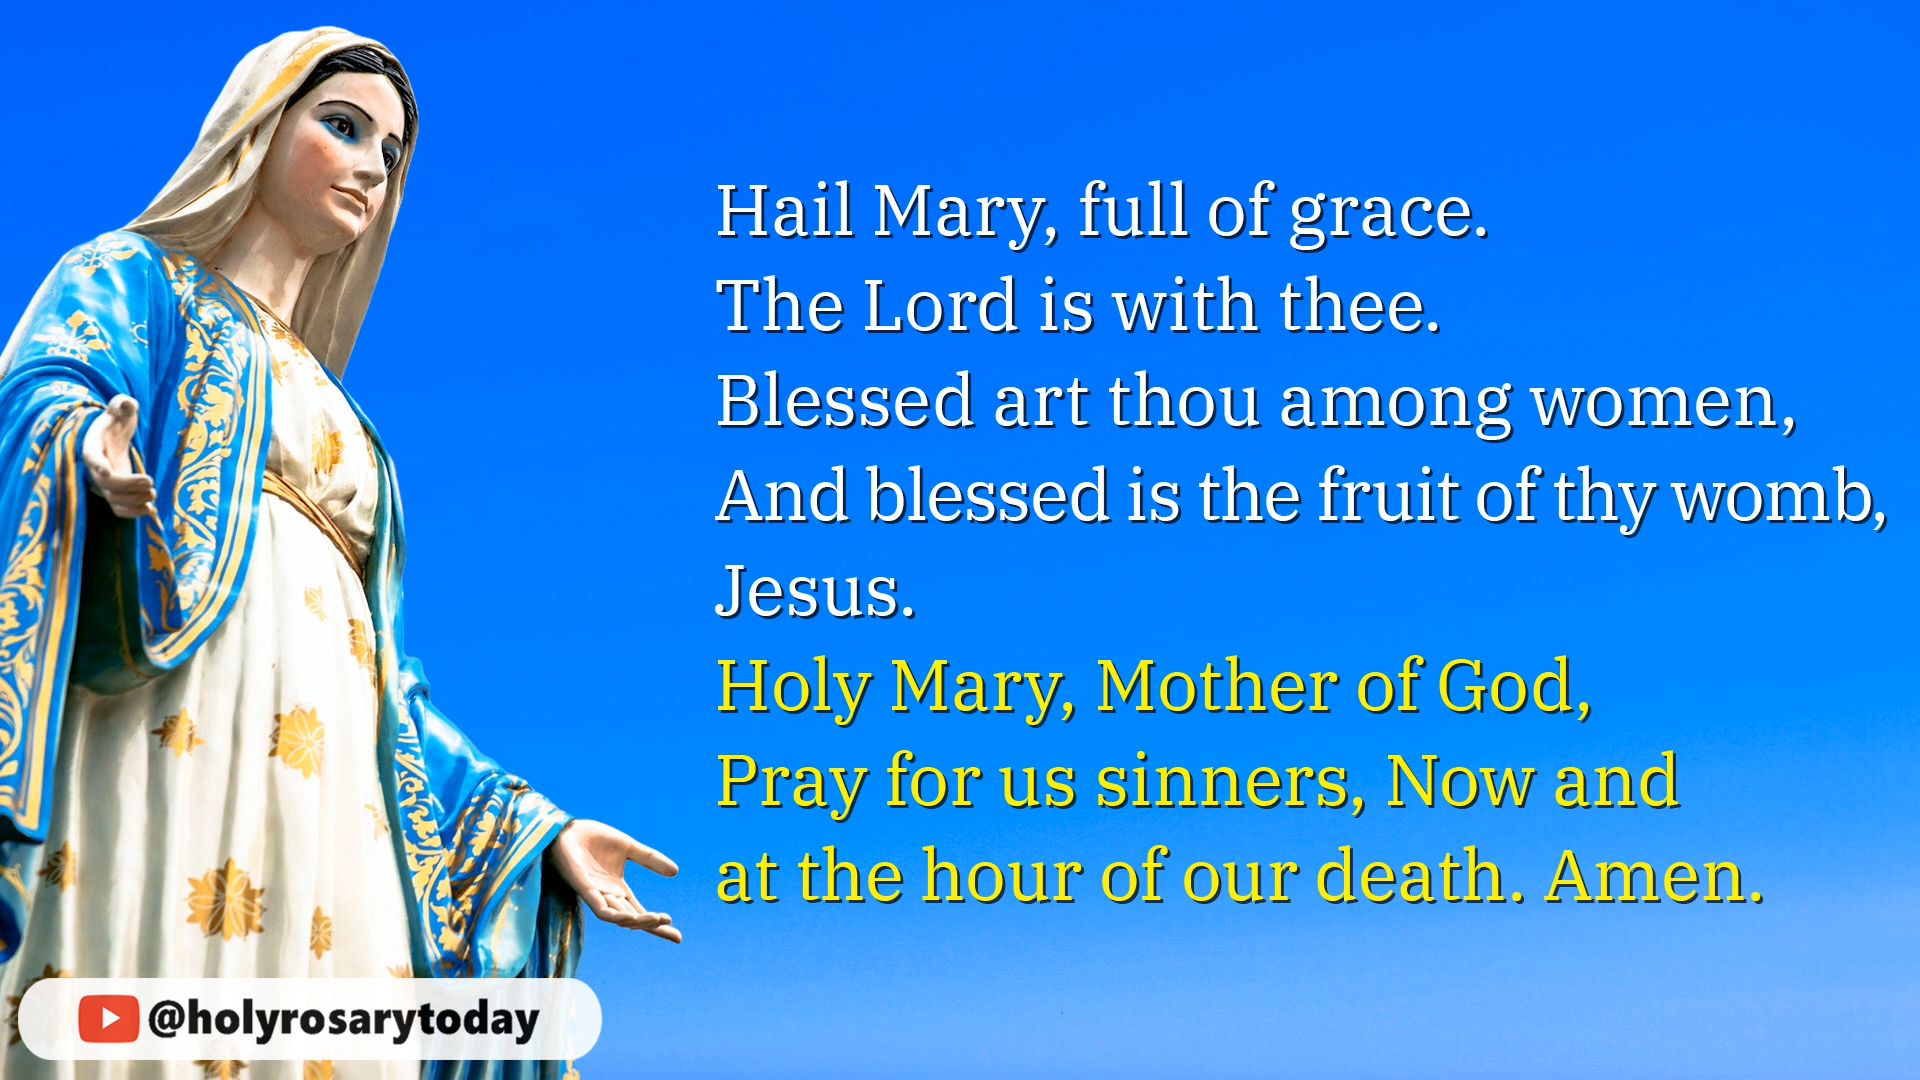 Hail Mary, full of grace.
The Lord is with thee.
Blessed art thou among women,
And blessed is the fruit of thy womb,
Jesus.
Holy Mary, Mother of God,
Pray for us sinners, Now and
at the hour of our death. Amen.
@holyrosarytoday